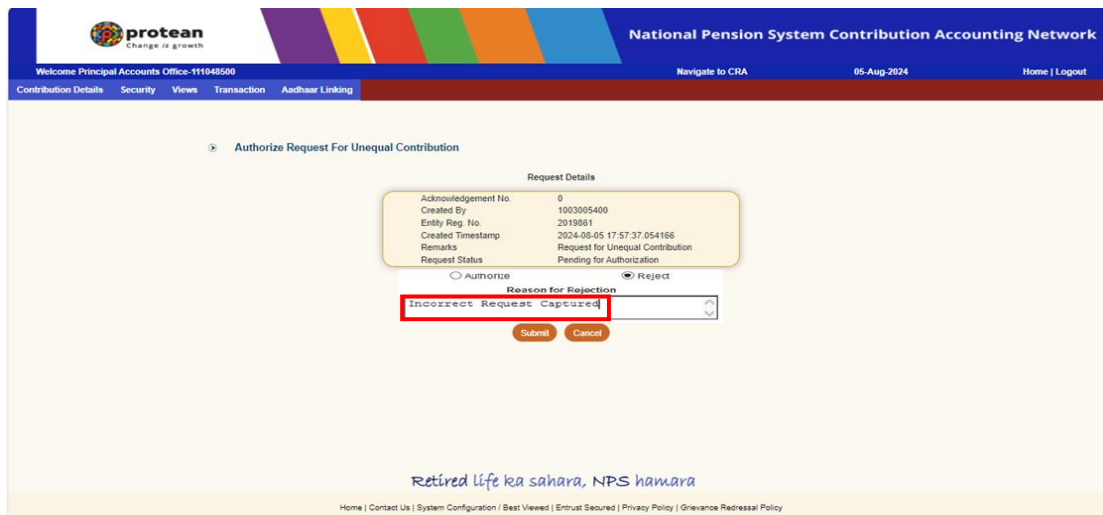 protean
Change is growth
National Pension System Contribution Accounting Network
Welcome Principal Accounts Office-111048500 Navigate to CRA 05-Aug-2024 Home | Logout
Contribution Details Security Views Transaction Aadhaar Linking
Authorize Request For Unequal Contribution
Request Details
Acknowledgement No. 0
Created By 1003005400
Entity Reg. No. 2019861
Created Timestamp 2024-08-05 17:57:37.054166
Remarks Request for Unequal Contribution
Request Status Pending for Authorization
Authorize Reject
Reason for Rejection
Incorrect Request Captured
Submit Cancel
Retired life ka sahara, NPS hamara
Home | Contact Us | System Configuration / Best Viewed | Entrust Secured | Privacy Policy | Grievance Redressal Policy